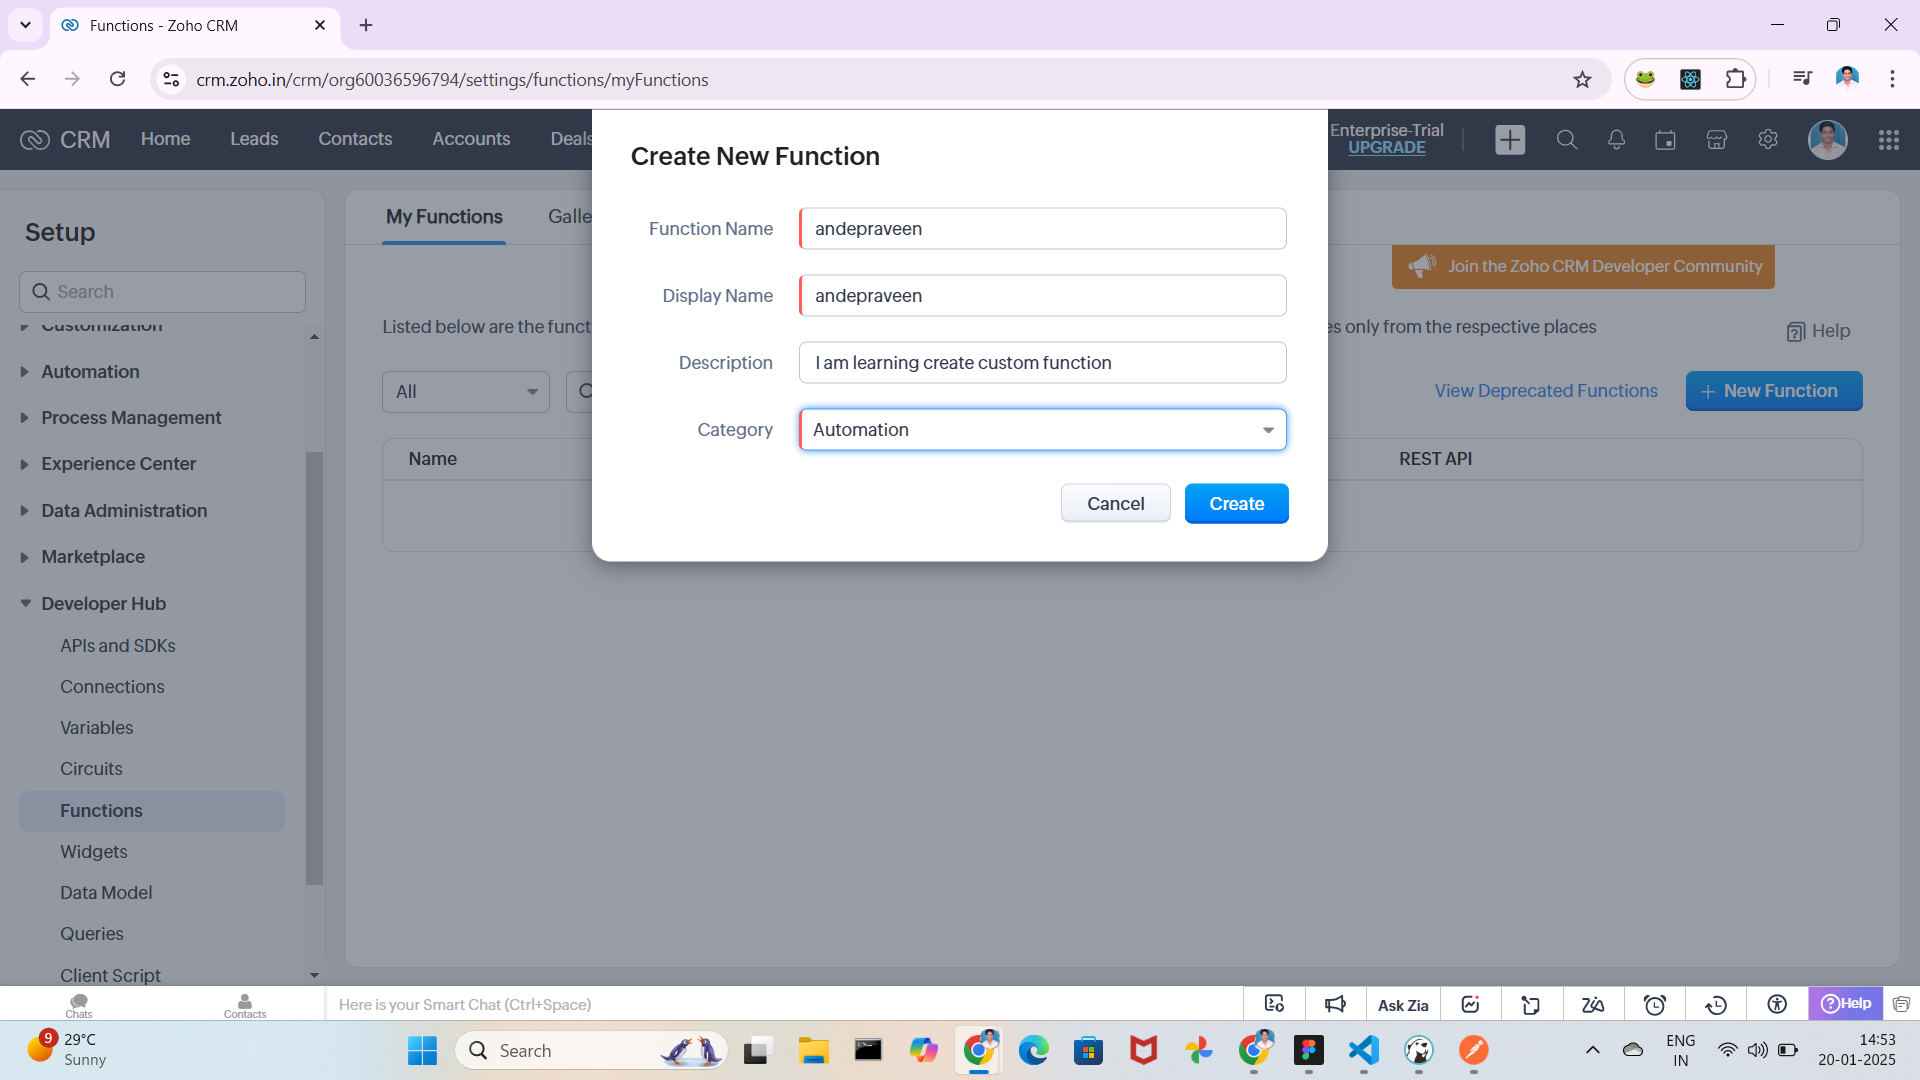 Functions - Zoho CRM
crm.zoho.in/crm/org60036596794/settings/functions/myFunctions
CRM
Home
Leads
Contacts
Accounts
Deals
Enterprise-Trial
UPGRADE
Setup
Search
Customization
Automation
Process Management
Experience Center
Data Administration
Marketplace
Developer Hub
APIs and SDKs
Connections
Variables
Circuits
Functions
Widgets
Data Model
Queries
Client Script
My Functions
Galle
Join the Zoho CRM Developer Community
Listed below are the funct
es only from the respective places
Help
All
View Deprecated Functions
+ New Function
Name
REST API
Create New Function
Function Name
andepraveen
Display Name
andepraveen
Description
I am learning create custom function
Category
Automation
Cancel
Create
Chats
Contacts
Here is your Smart Chat (Ctrl+Space)
Ask Zia
Help
9
29°C
Sunny
Search
ENG
IN
14:53
20-01-2025